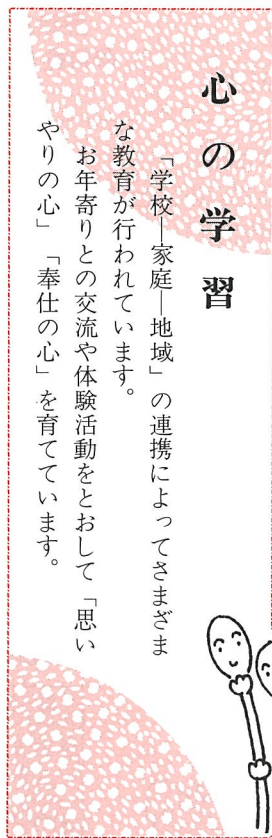 心の学習
「学校―家庭―地域」の連携によってさまざま
な教育が行われています。
お年寄りとの交流や体験活動をとおして「思い
やりの心」「奉仕の心」を育てています。